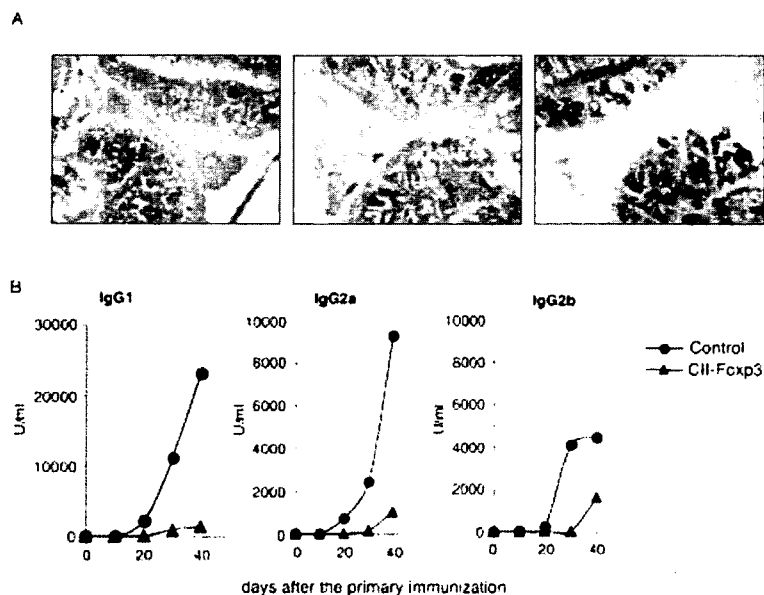 A
B
IgG1
IgG2a
IgG2b
30000
20000
10000
0
U/ml
0
20
40
10000
8000
6000
4000
2000
0
U/ml
0
20
40
10000
8000
6000
4000
2000
0
U/ml
0
20
40
Control
CII-Foxp3
days after the primary immunization